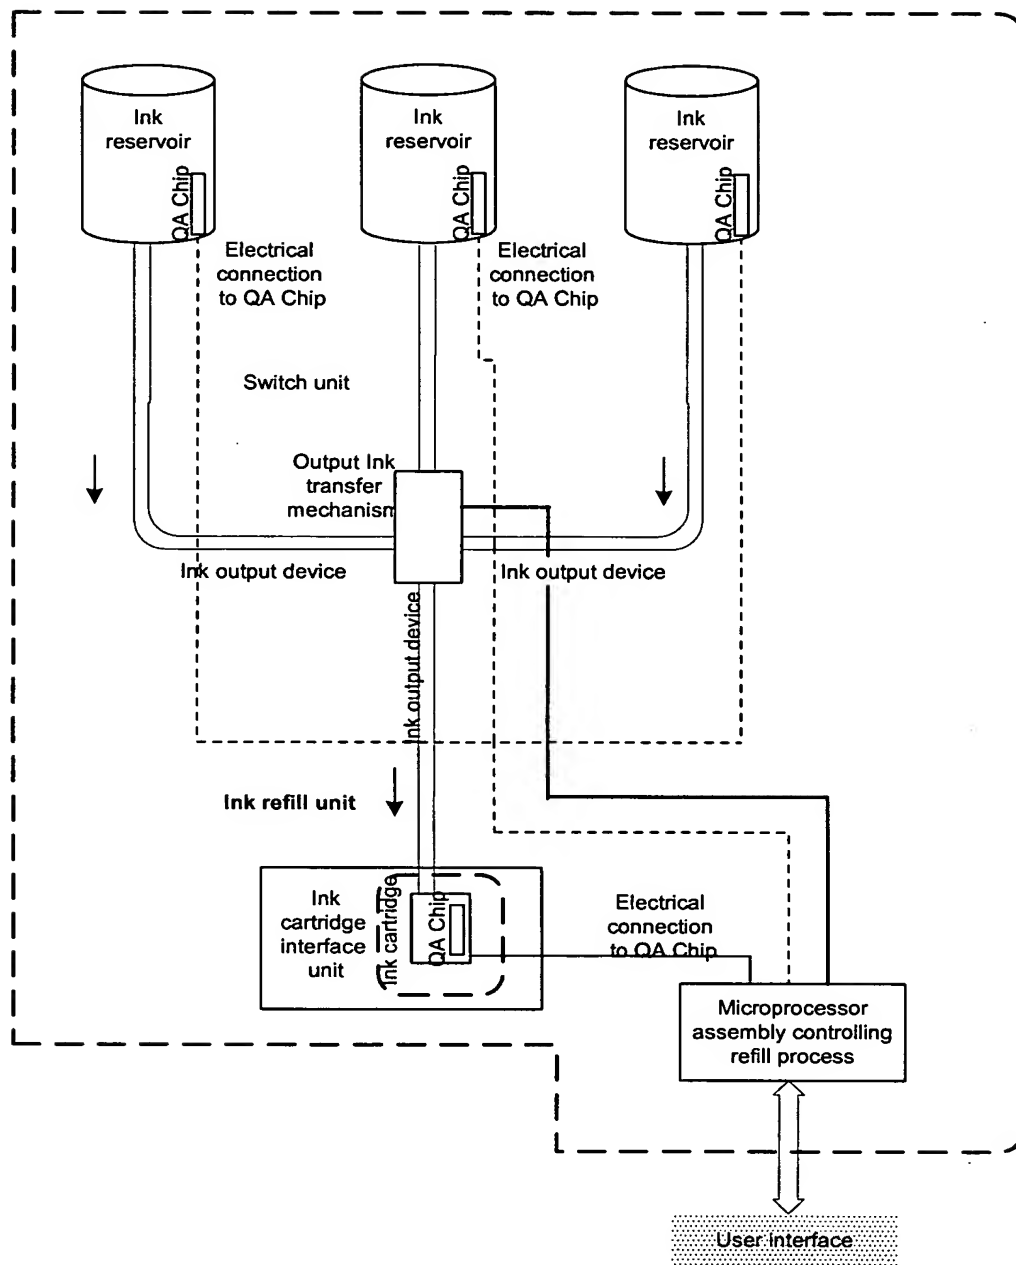 Ink
reservoir
QA Chip
Ink
reservoir
QA Chip
Ink
reservoir
QA Chip
Electrical
connection
to QA Chip
Electrical
connection
to QA Chip
Switch unit
Output Ink
transfer
mechanism
Ink output device
Ink output device
Ink output device
Ink refill unit
Ink
cartridge
interface
unit
Ink cartridge
QA Chip
Electrical
connection
to QA Chip
Microprocessor
assembly controlling
refill process
User interface